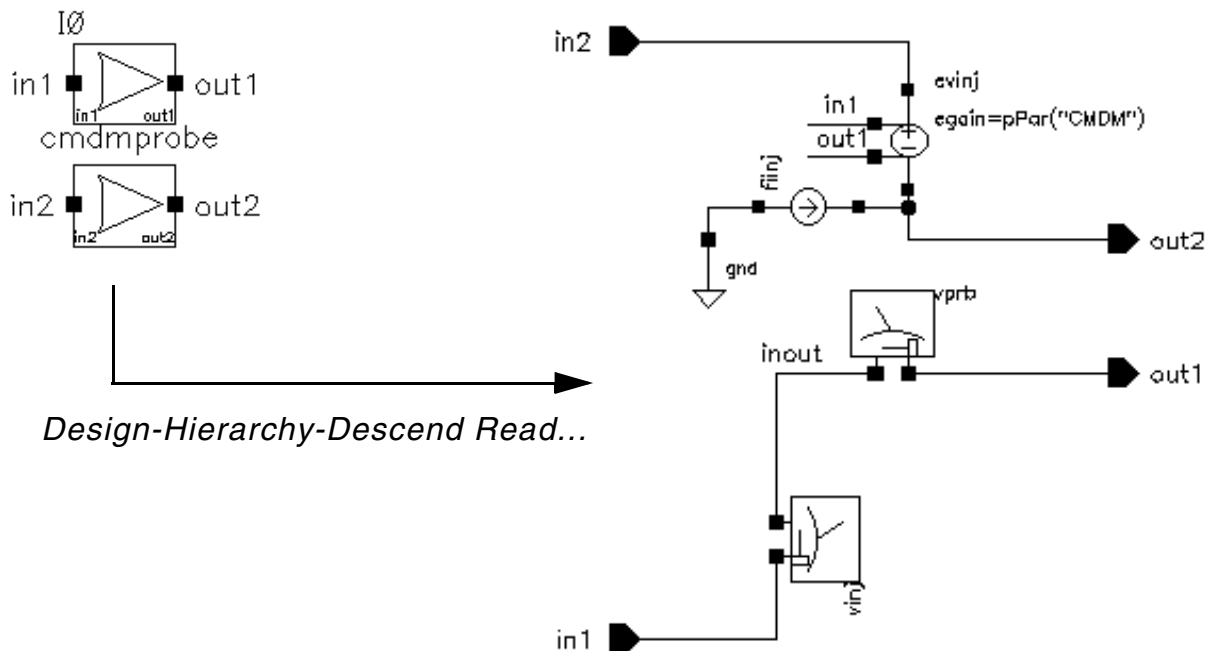 IØ
in1
out1
in1
out1
cmdmprobe
in2
out2
in2
out2
Design-Hierarchy-Descend Read...
in2
evinj
in1
egain=pPar("CMDM")
out1
fiinj
gnd
out2
vprb
inout
out1
vinj
in1